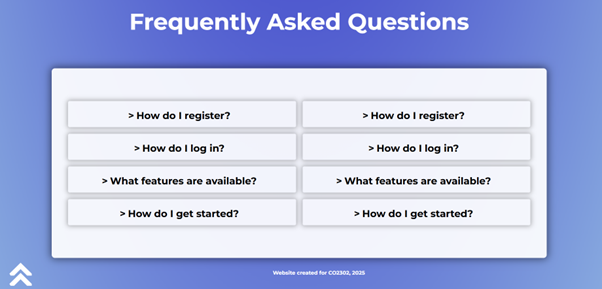 Frequently Asked Questions
> How do I register?
> How do I register?
> How do I log in?
> How do I log in?
> What features are available?
> What features are available?
> How do I get started?
> How do I get started?
Website created for CO2302, 2025